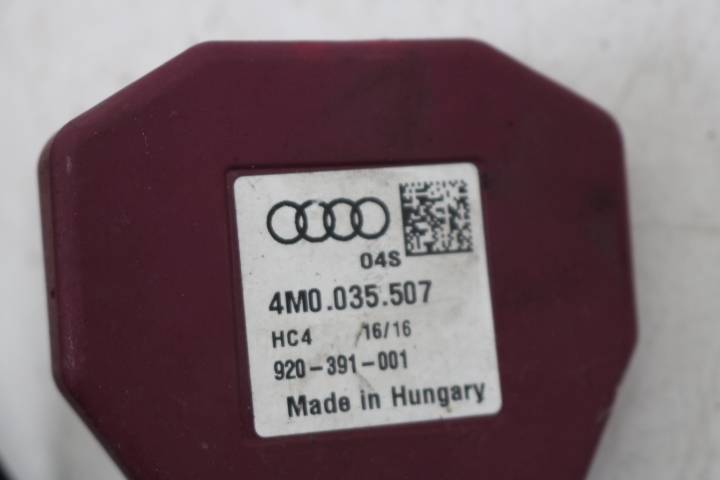 04S
4M0.035.507
HC4 16/16
920-391-001
Made in Hungary